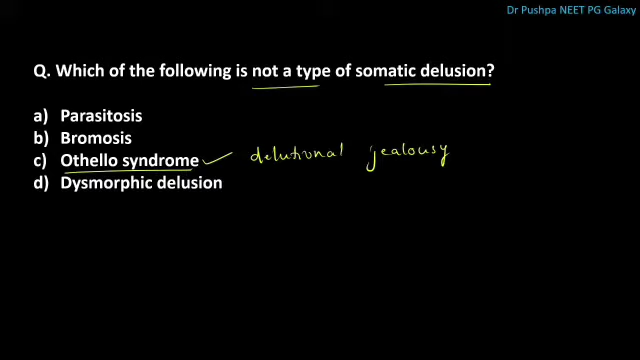 Dr Pushpa NEET PG Galaxy
Q. Which of the following is not a type of somatic delusion?
a) Parasitosis
b) Bromosis
c) Othello syndrome ✓ delutional jealousy
d) Dysmorphic delusion